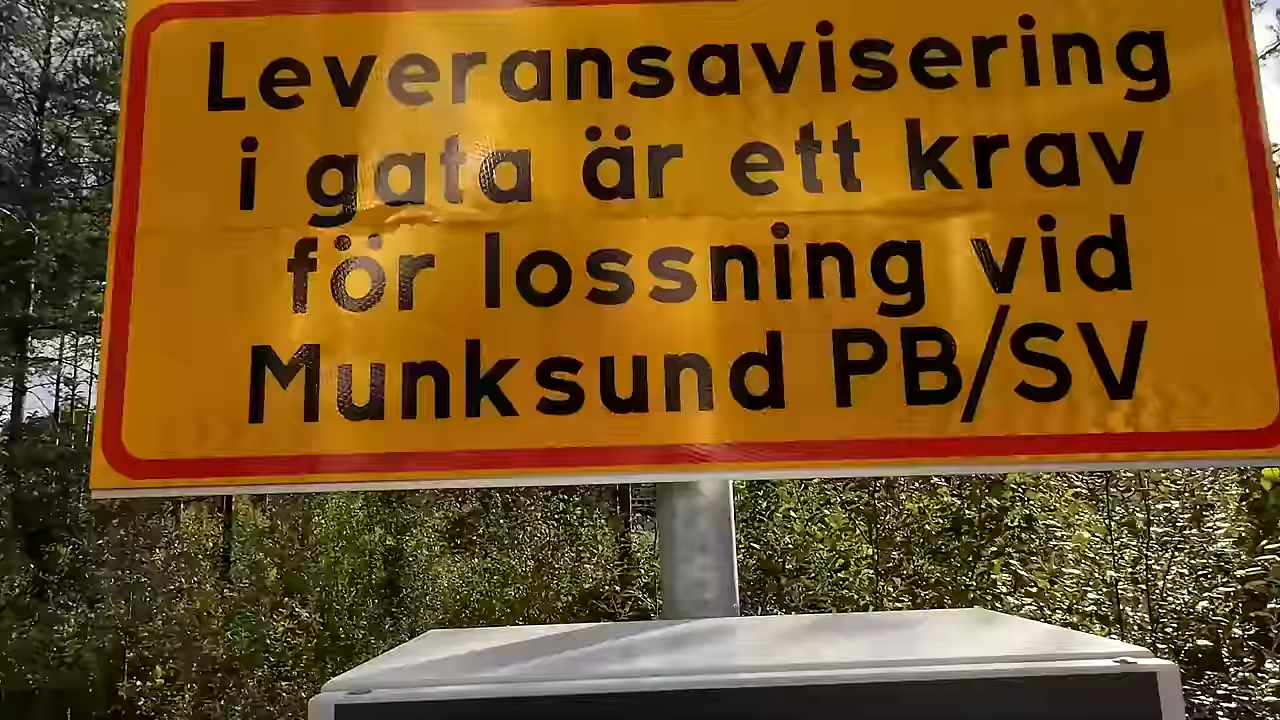 Leveransavisering
i gata är ett krav
för lossning vid
Munksund PB/SV